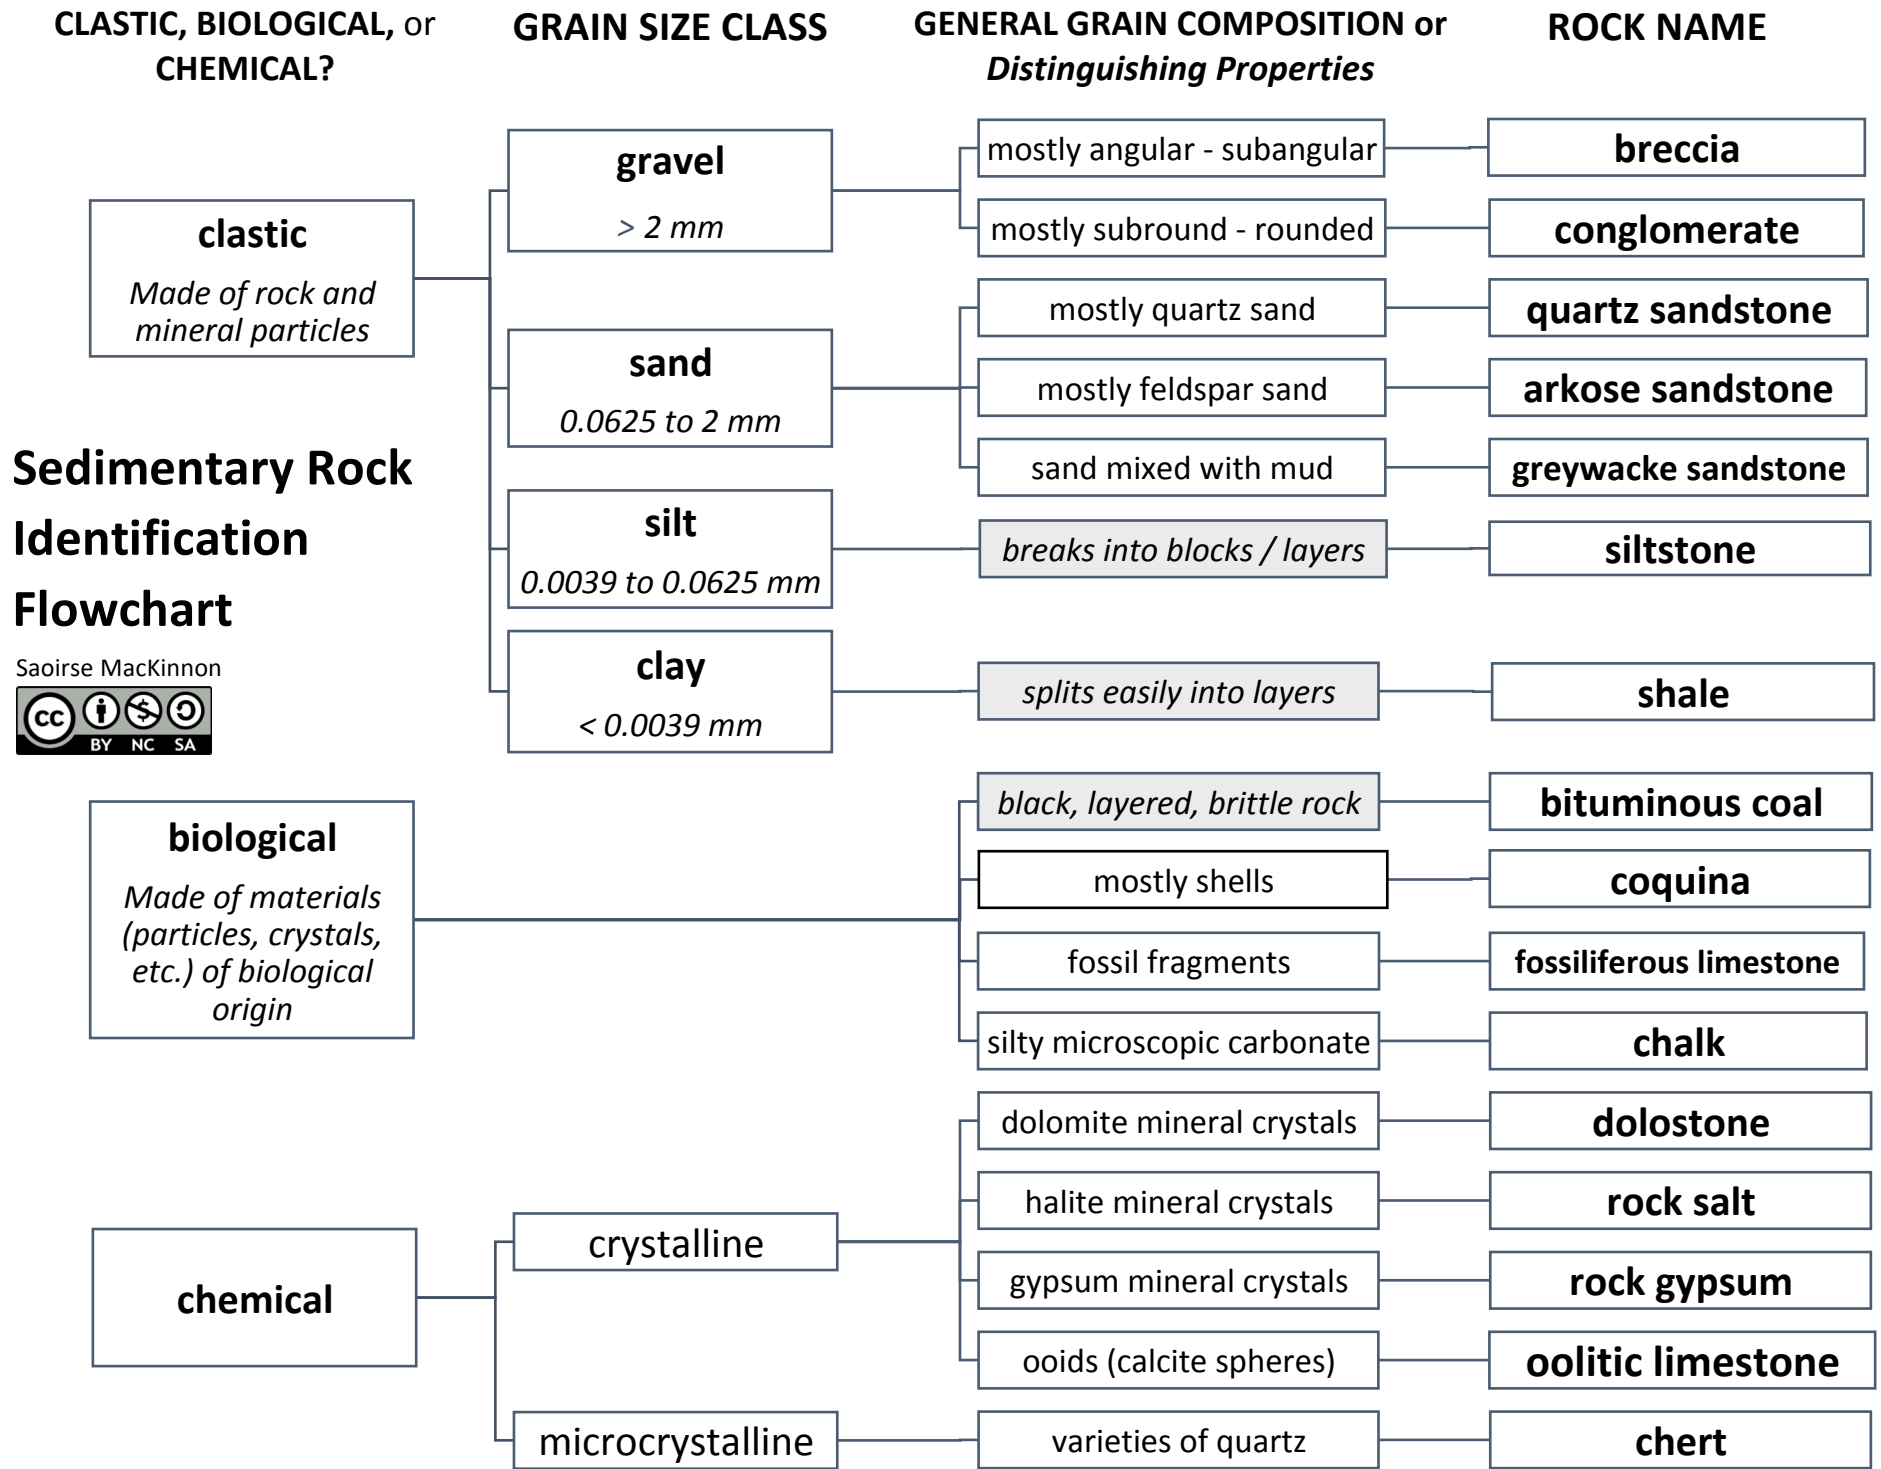 CLASTIC, BIOLOGICAL, or
CHEMICAL?
GRAIN SIZE CLASS
GENERAL GRAIN COMPOSITION or
Distinguishing Properties
ROCK NAME
clastic
Made of rock and
mineral particles
gravel
> 2 mm
mostly angular - subangular
breccia
mostly subround - rounded
conglomerate
sand
0.0625 to 2 mm
mostly quartz sand
quartz sandstone
mostly feldspar sand
arkose sandstone
sand mixed with mud
greywacke sandstone
Sedimentary Rock
Identification
Flowchart
Saoirse MacKinnon
cc
BY NC SA
silt
0.0039 to 0.0625 mm
breaks into blocks / layers
siltstone
clay
< 0.0039 mm
splits easily into layers
shale
biological
Made of materials
(particles, crystals,
etc.) of biological
origin
black, layered, brittle rock
bituminous coal
mostly shells
coquina
fossil fragments
fossiliferous limestone
silty microscopic carbonate
chalk
chemical
crystalline
dolomite mineral crystals
dolostone
halite mineral crystals
rock salt
gypsum mineral crystals
rock gypsum
ooids (calcite spheres)
oolitic limestone
microcrystalline
varieties of quartz
chert